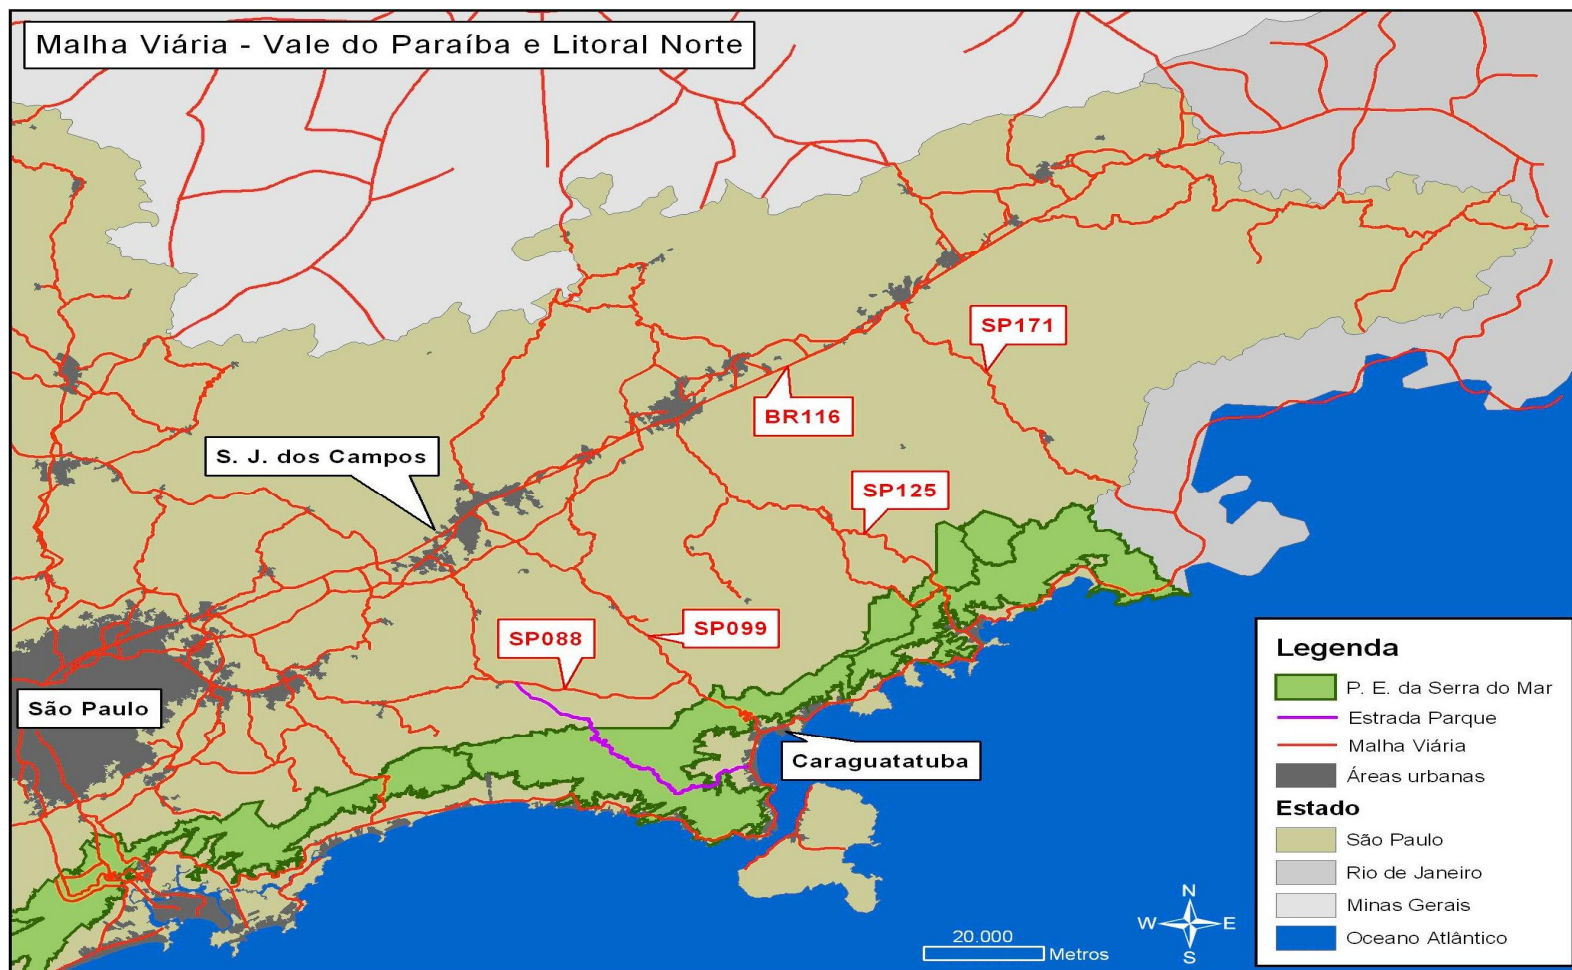 Malha Viária - Vale do Paraíba e Litoral Norte
SP171
BR116
S. J. dos Campos
SP125
SP088
SP099
São Paulo
Caraguatatuba
Legenda
P. E. da Serra do Mar
Estrada Parque
Malha Viária
Áreas urbanas
Estado
São Paulo
Rio de Janeiro
Minas Gerais
Oceano Atlântico
N
W E
S
20.000
Metros